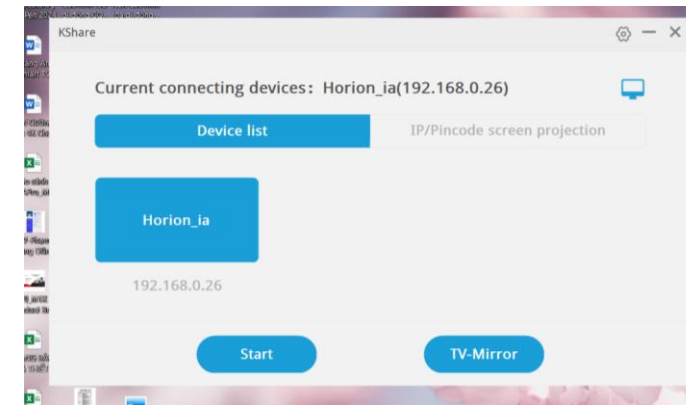 KShare
Current connecting devices: Horion_ia(192.168.0.26)
Device list
IP/Pincode screen projection
Horion_ia
192.168.0.26
Start
TV-Mirror